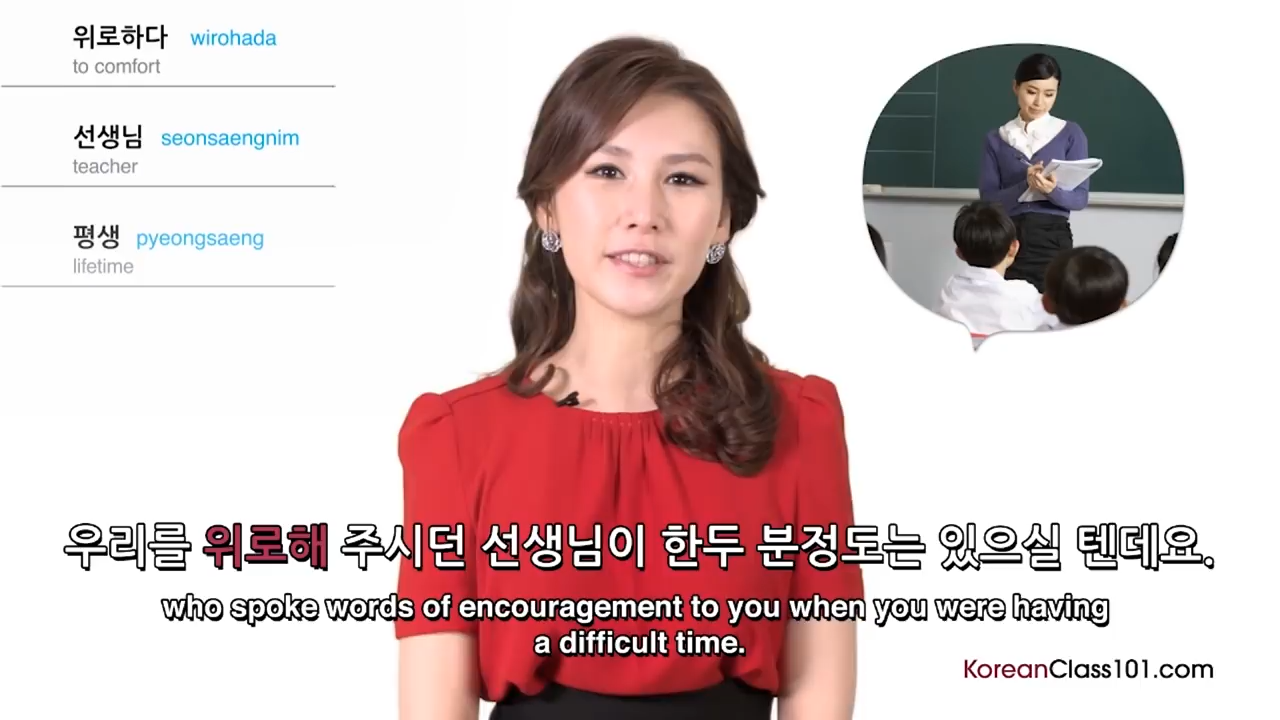 위로하다 wirohada
to comfort
선생님 seonsaengnim
teacher
평생 pyeongsaeng
lifetime
우리를 위로해 주시던 선생님이 한두 분정도는 있으실 텐데요.
who spoke words of encouragement to you when you were having
a difficult time.
KoreanClass101.com